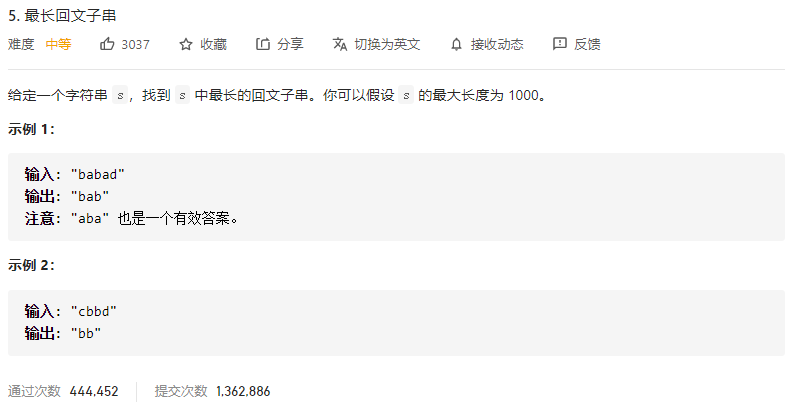 5. 最长回文子串
难度 中等 3037 收藏 分享 切换为英文 接收动态 反馈
给定一个字符串 s，找到 s 中最长的回文子串。你可以假设 s 的最大长度为 1000。
示例 1：
输入: "babad"
输出: "bab"
注意: "aba" 也是一个有效答案。
示例 2：
输入: "cbbd"
输出: "bb"
通过次数 444,452 提交次数 1,362,886